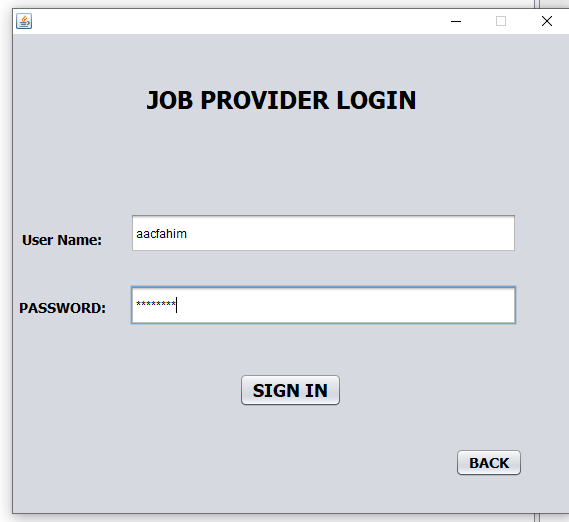 JOB PROVIDER LOGIN
User Name:
aacfahim
PASSWORD:
********
SIGN IN
BACK